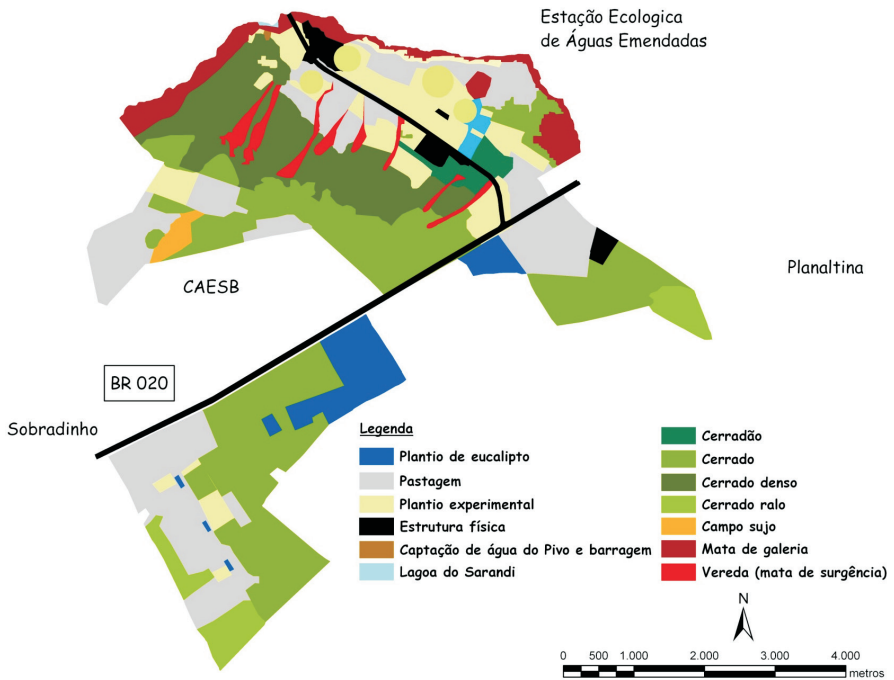 Estação Ecologica
de Águas Emendadas
Planaltina
CAESB
BR 020
Sobradinho
Legenda
Plantio de eucalipto
Pastagem
Plantio experimental
Estrutura física
Captação de água do Pivo e barragem
Lagoa do Sarandi
Cerradão
Cerrado
Cerrado denso
Cerrado ralo
Campo sujo
Mata de galeria
Vereda (mata de surgência)
N
0 500 1.000 2.000 3.000 4.000
metros